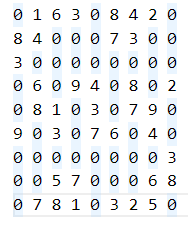 0 1 6 3 0 8 4 2 0
8 4 0 0 0 7 3 0 0
3 0 0 0 0 0 0 0 0
0 6 0 9 4 0 8 0 2
0 8 1 0 3 0 7 9 0
9 0 3 0 7 6 0 4 0
0 0 0 0 0 0 0 0 3
0 0 5 7 0 0 0 6 8
0 7 8 1 0 3 2 5 0